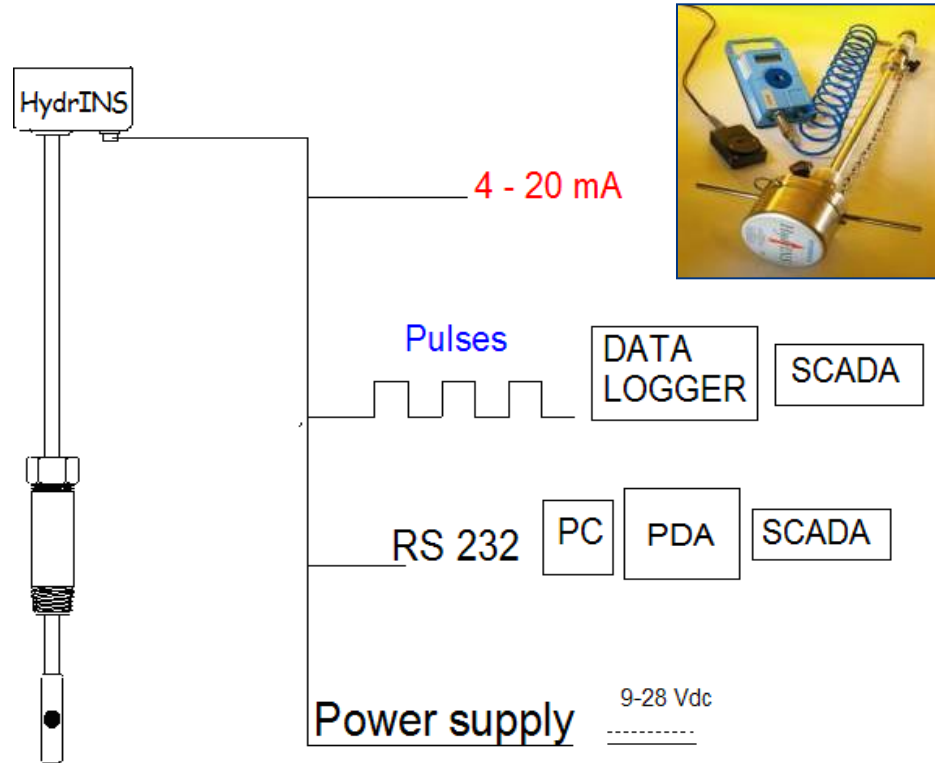 HydrINS
4 - 20 mA
Pulses
DATA
LOGGER
SCADA
RS 232
PC
PDA
SCADA
Power supply
9-28 Vdc